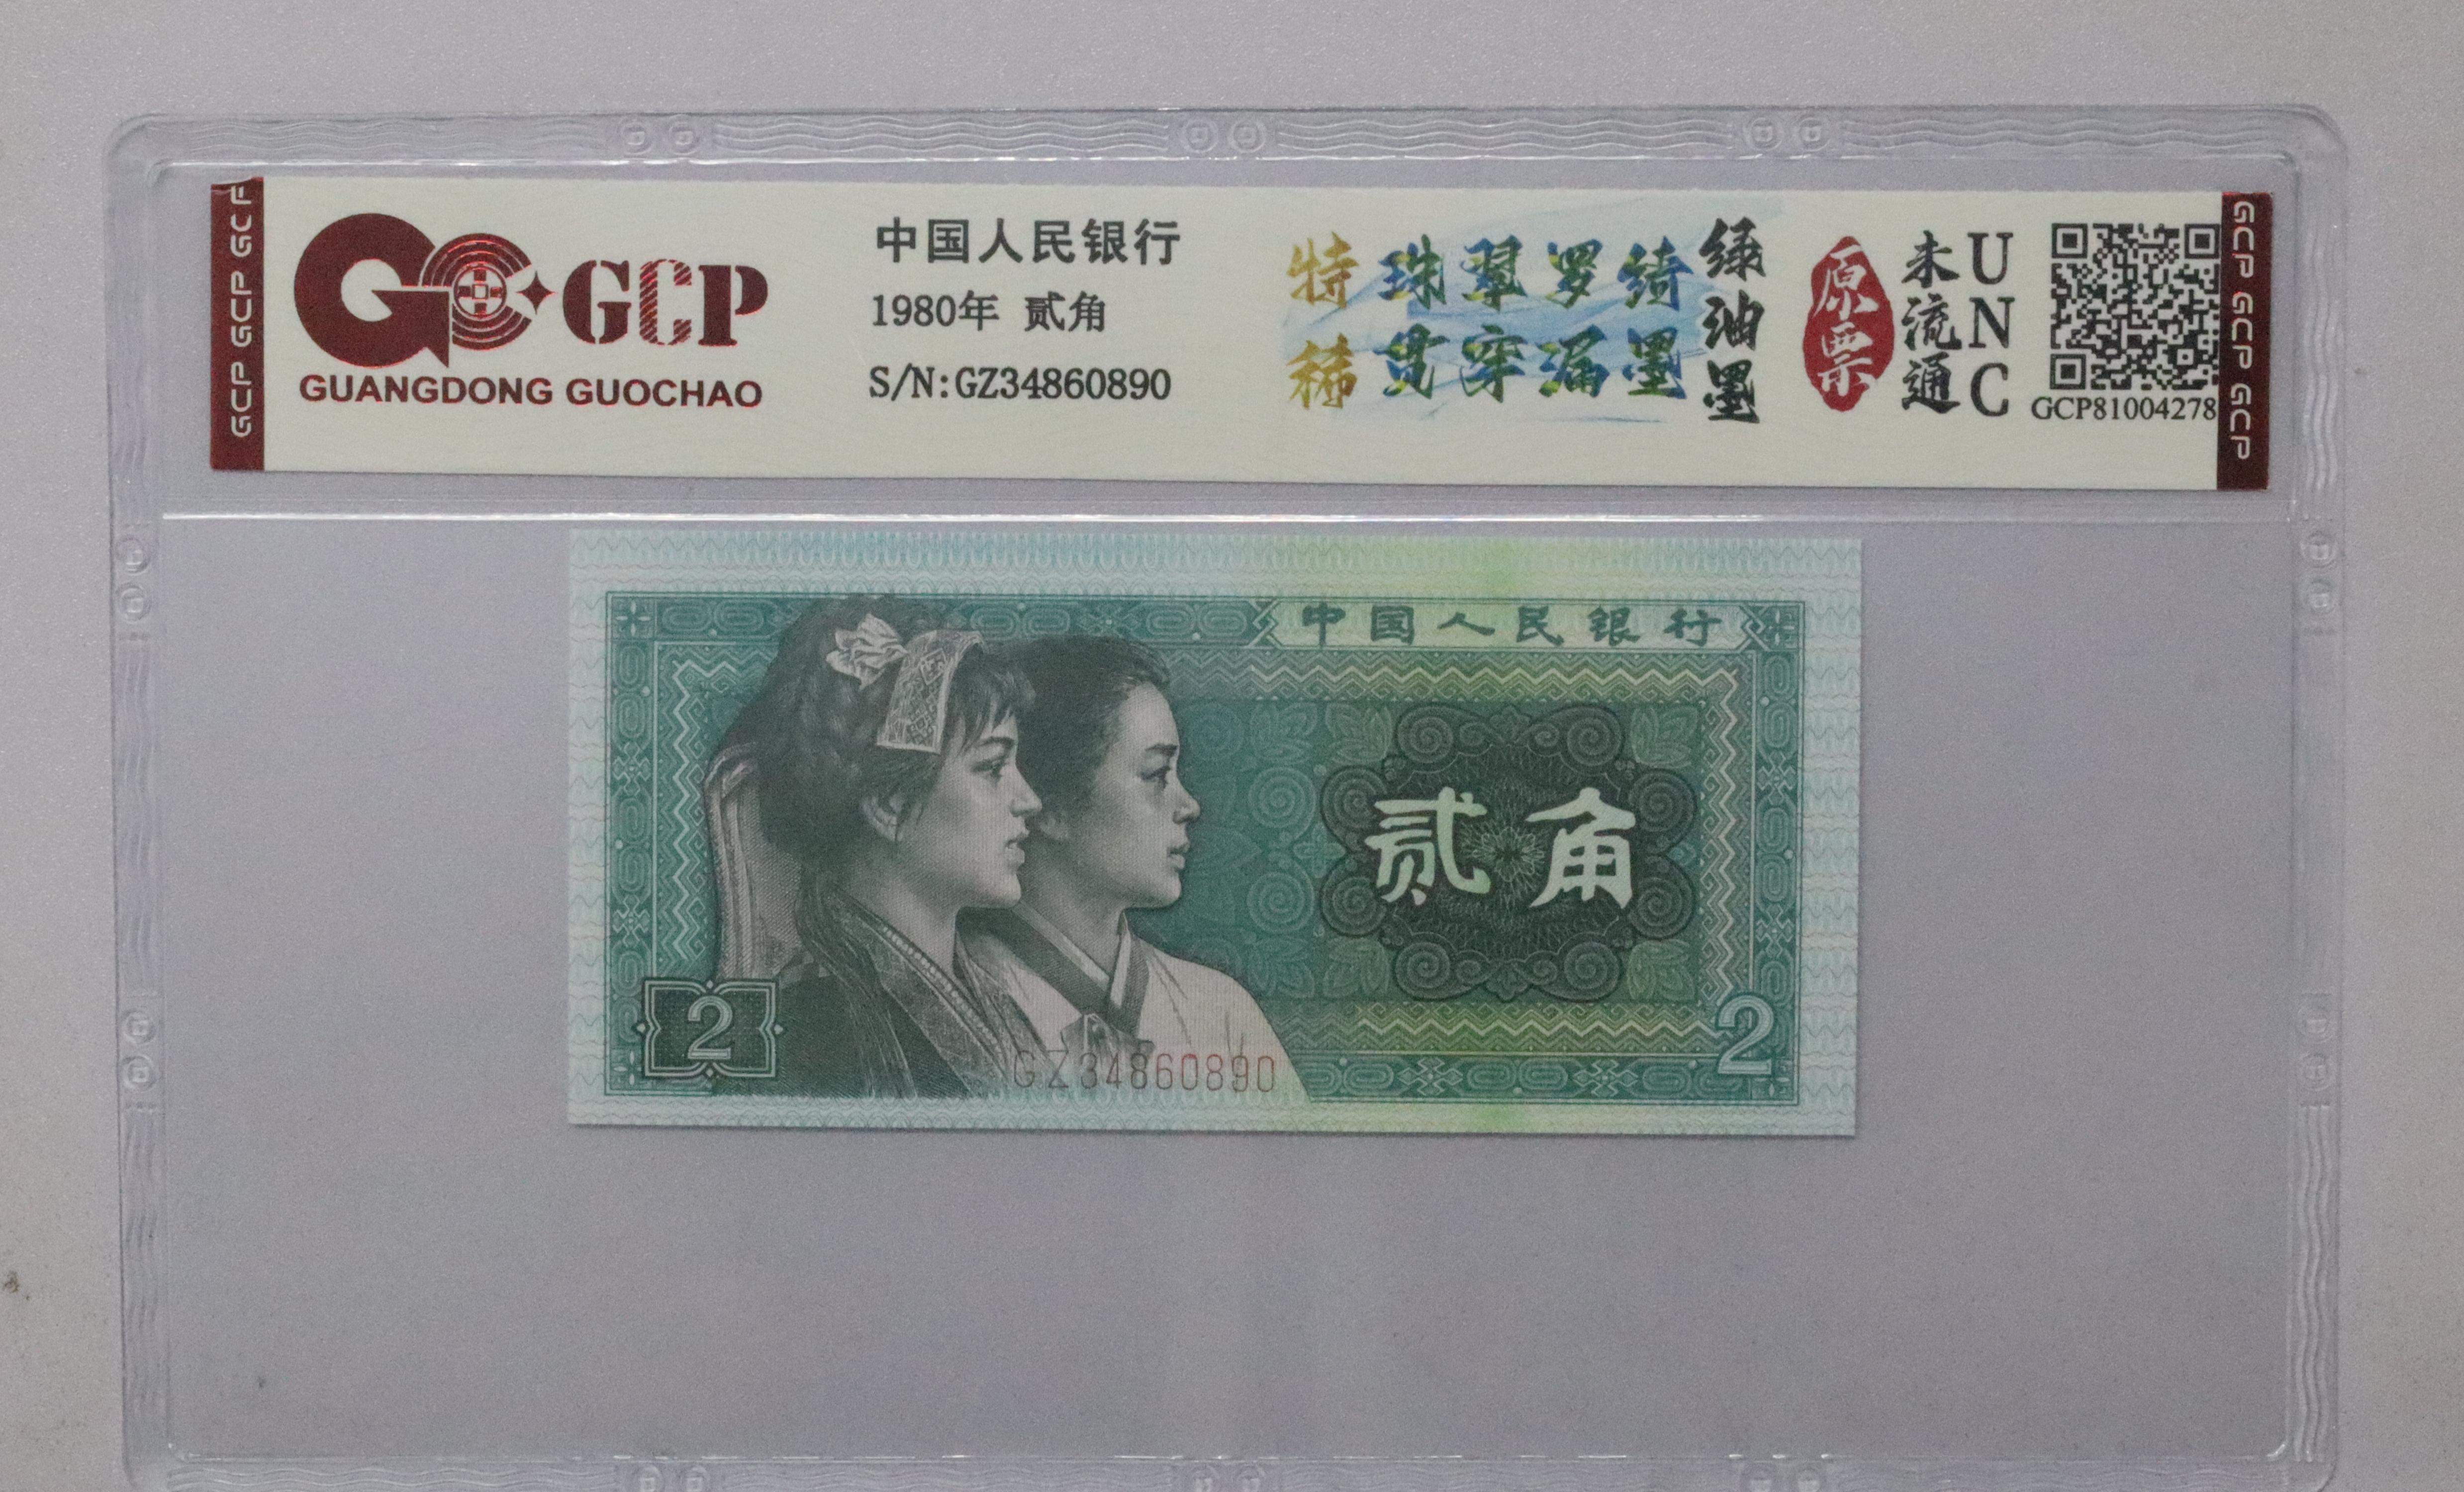 GCP GCP GCP
GCP
GUANGDONG GUOCHAO
中国人民银行
1980年 贰角
S/N:GZ34860890
特稀
珠翠罗绮
贯穿漏墨
绿油墨
原票
未流通
UNC
GCP81004278
GCP GCP GCP
中国人民银行
贰角
2
GZ34860890
2